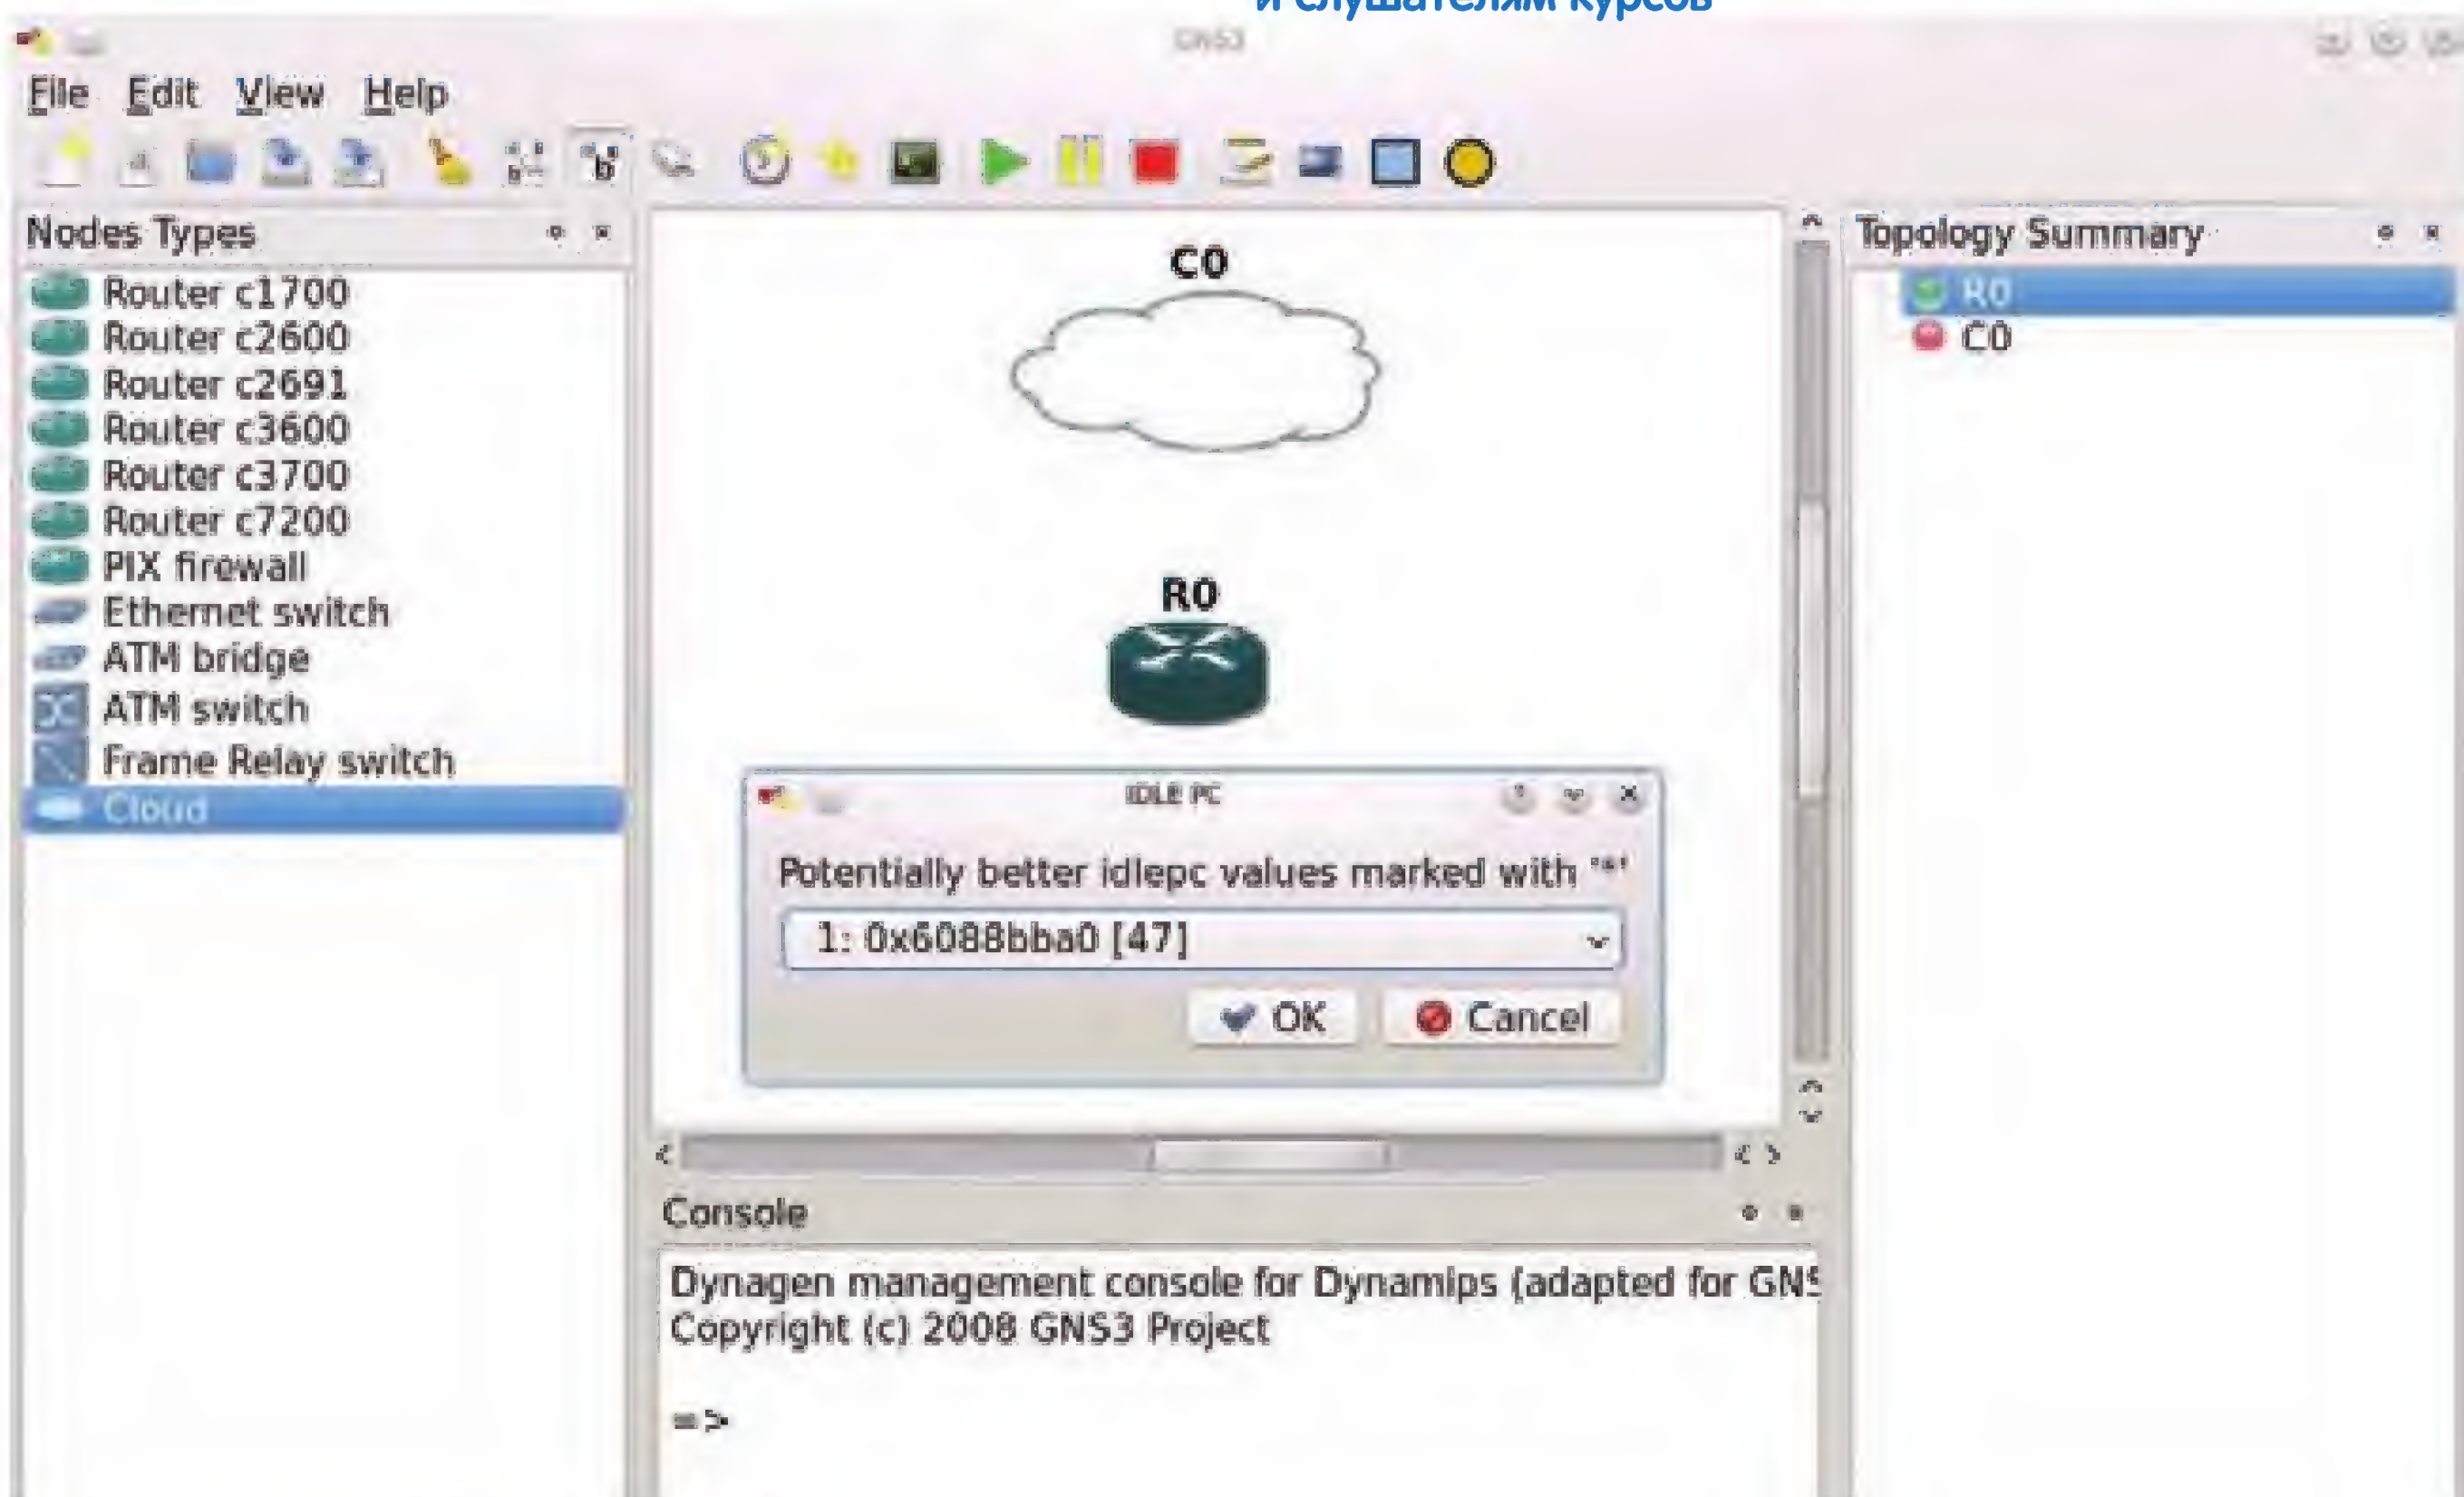 и слушателям курсов
GNS3
File Edit View Help
Nodes Types
Router c1700
Router c2600
Router c2691
Router c3600
Router c3700
Router c7200
PIX firewall
Ethernet switch
ATM bridge
ATM switch
Frame Relay switch
Cloud
C0
R0
IDLE PC
Potentially better idlepc values marked with '*'
1: 0x6088bba0 [47]
OK Cancel
Console
Dynagen management console for Dynamips (adapted for GNS
Copyright (c) 2008 GNS3 Project
=>
Topology Summary
R0
C0